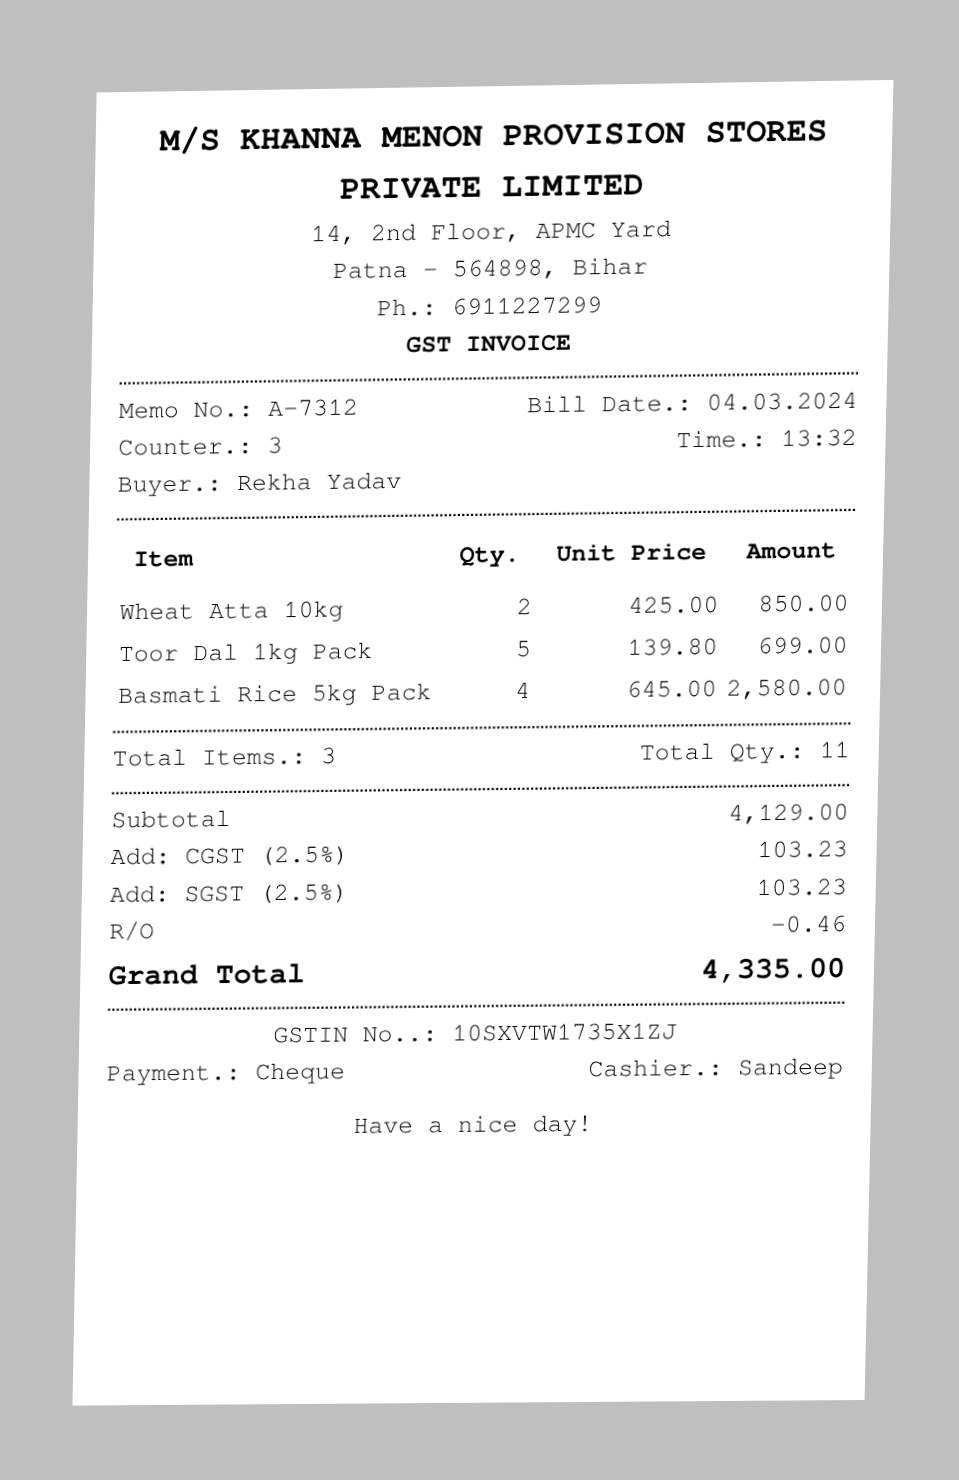 M/S KHANNA MENON PROVISION STORES
PRIVATE LIMITED
14, 2nd Floor, APMC Yard
Patna - 564898, Bihar
Ph.: 6911227299
GST INVOICE
Memo No.: A-7312 Bill Date.: 04.03.2024
Counter.: 3 Time.: 13:32
Buyer.: Rekha Yadav
Item Qty. Unit Price Amount
Wheat Atta 10kg 2 425.00 850.00
Toor Dal 1kg Pack 5 139.80 699.00
Basmati Rice 5kg Pack 4 645.00 2,580.00
Total Items.: 3 Total Qty.: 11
Subtotal 4,129.00
Add: CGST (2.5%) 103.23
Add: SGST (2.5%) 103.23
R/O -0.46
Grand Total 4,335.00
GSTIN No..: 10SXVTW1735X1ZJ
Payment.: Cheque Cashier.: Sandeep
Have a nice day!